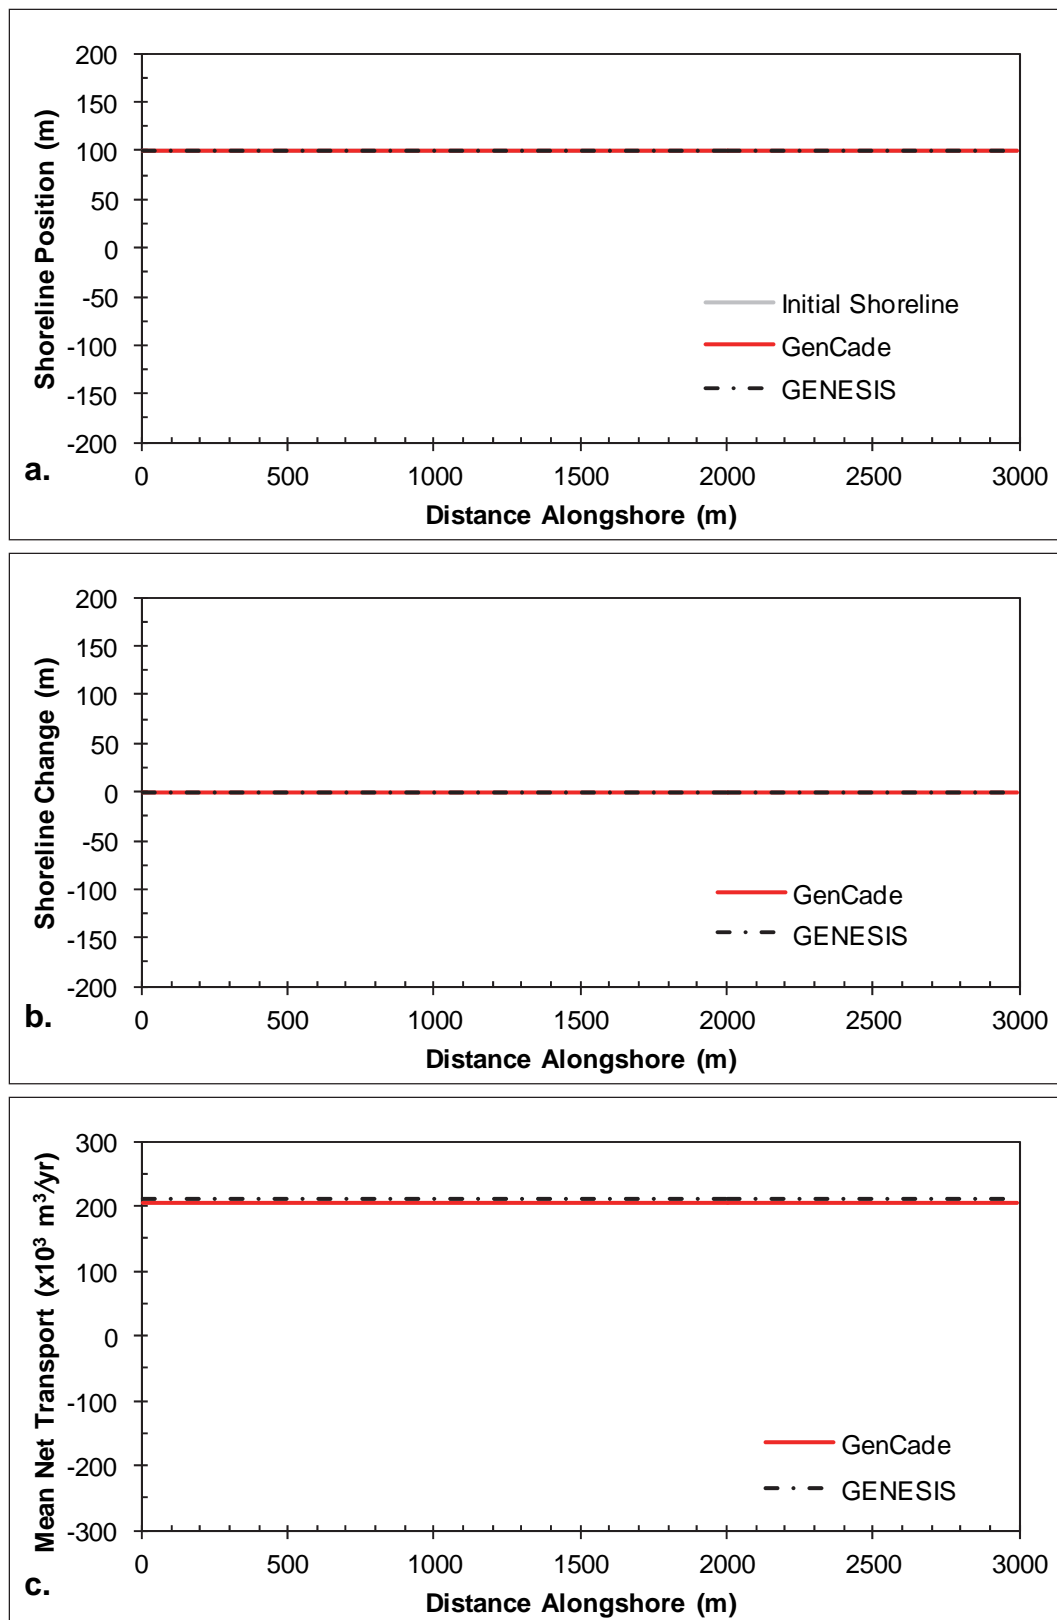 Shoreline Position (m)
200
150
100
50
0
-50
-100
-150
-200
Initial Shoreline
GenCade
GENESIS
0 500 1000 1500 2000 2500 3000
Distance Alongshore (m)
a.
Shoreline Change (m)
200
150
100
50
0
-50
-100
-150
-200
GenCade
GENESIS
0 500 1000 1500 2000 2500 3000
Distance Alongshore (m)
b.
Mean Net Transport (x10³ m³/yr)
300
200
100
0
-100
-200
-300
GenCade
GENESIS
0 500 1000 1500 2000 2500 3000
Distance Alongshore (m)
c.